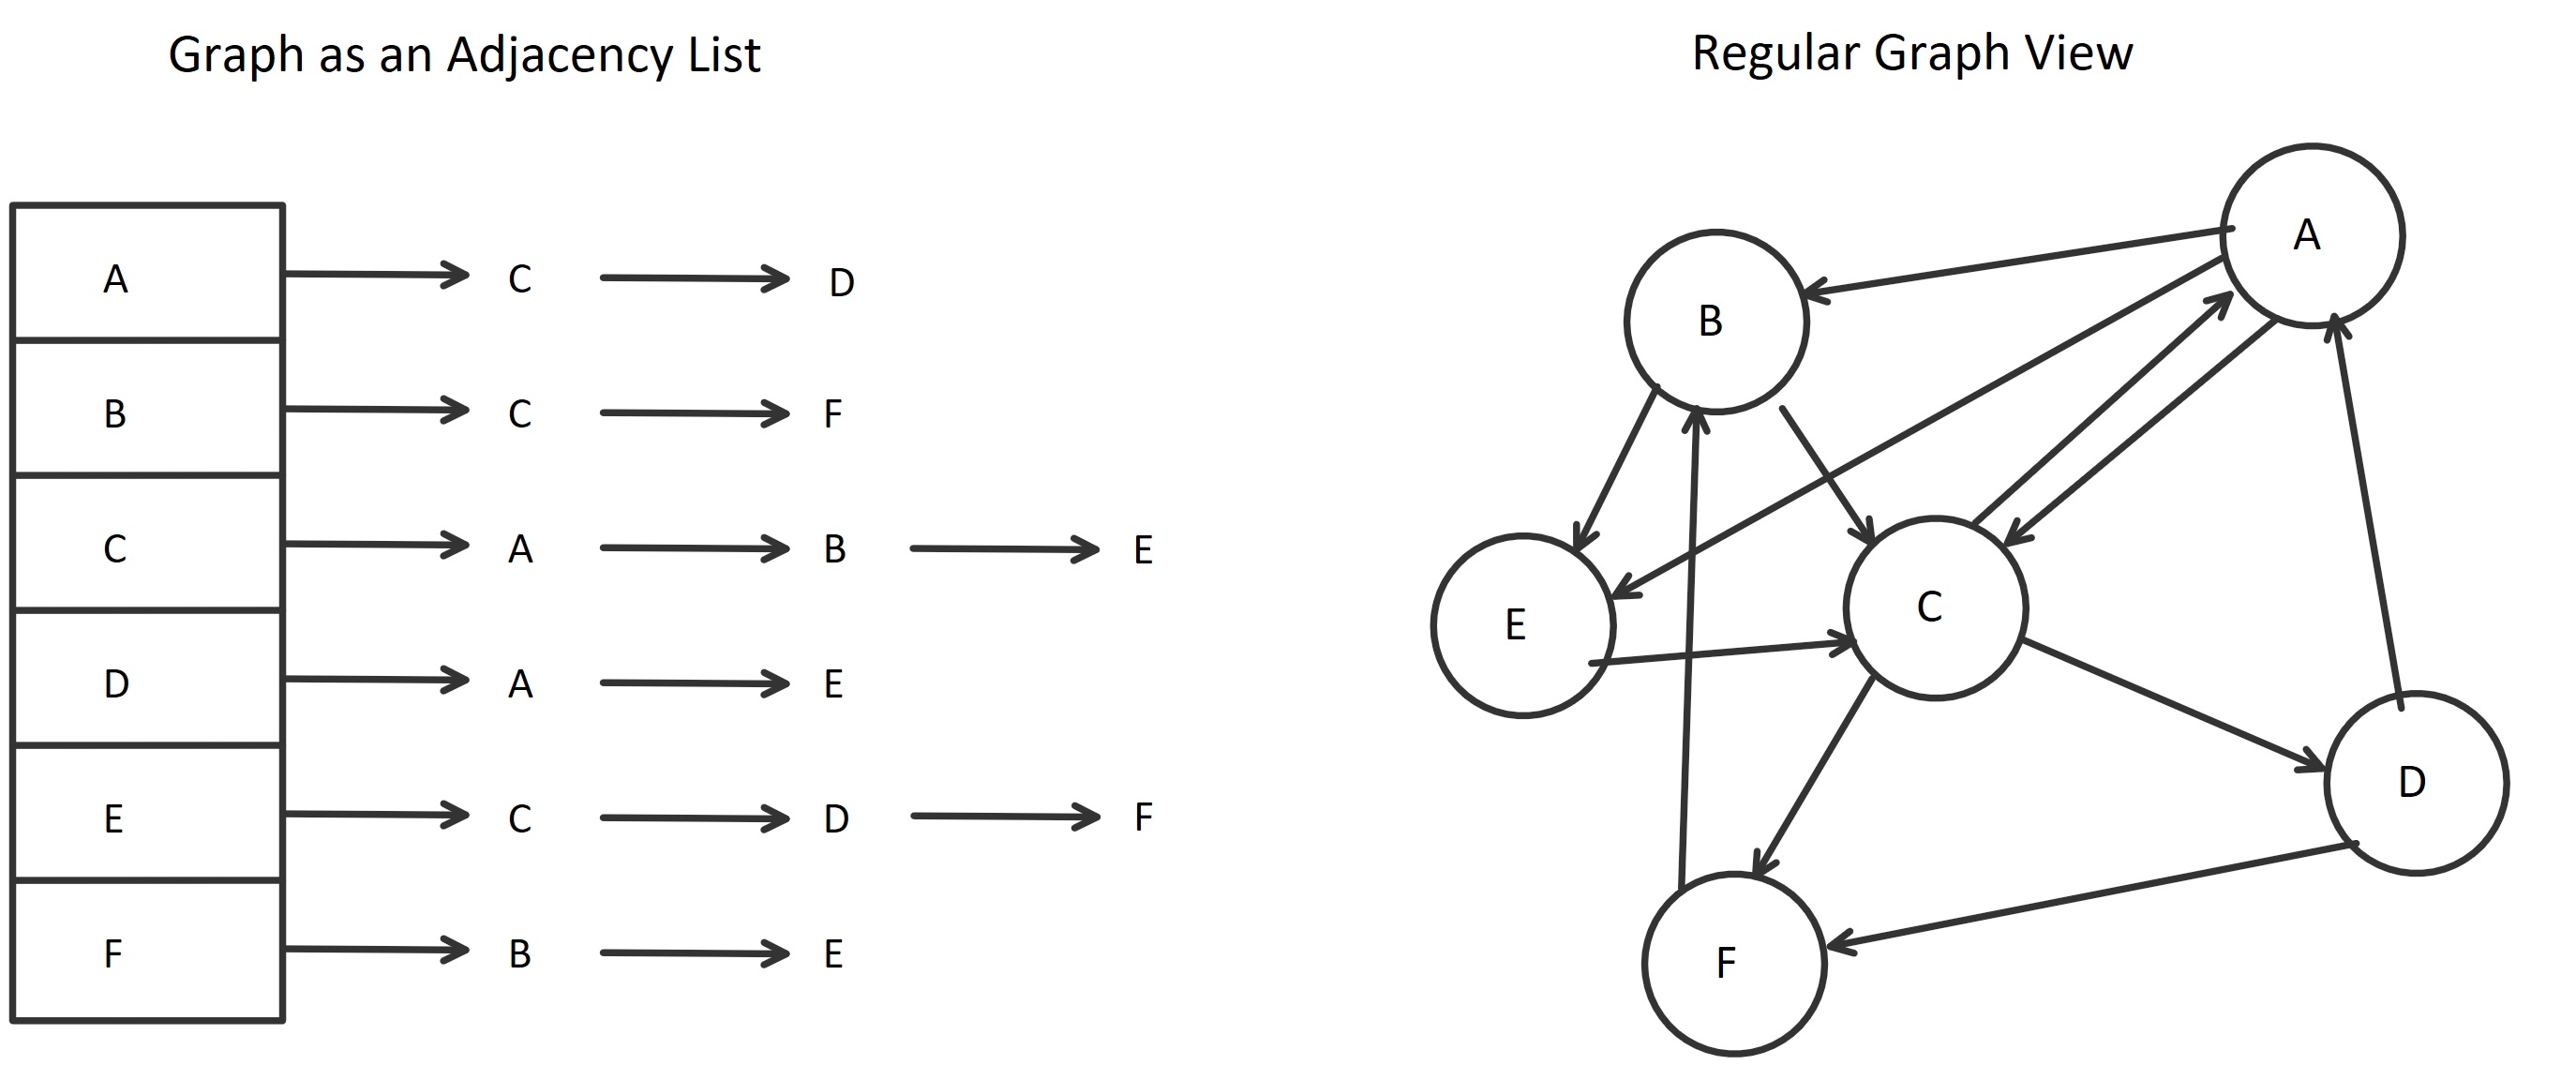 Graph as an Adjacency List
A C D
B C F
C A B E
D A E
E C D F
F B E
Regular Graph View
A
B
E
C
D
F